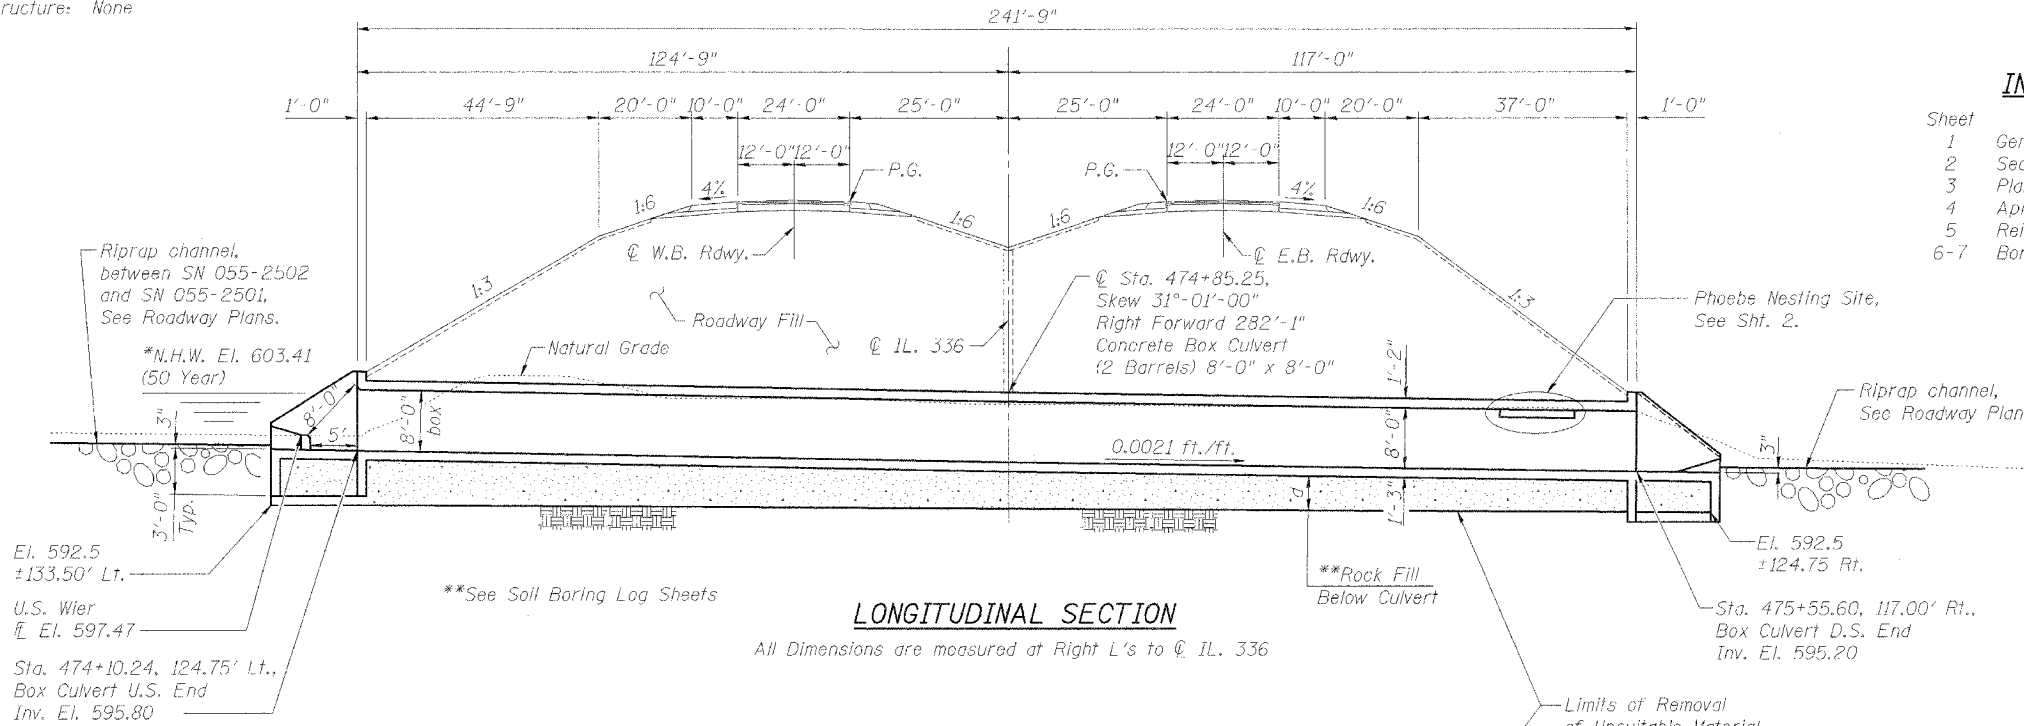 ructure: None
241'-9"
124'-9"
117'-0"
1'-0"
44'-9"
20'-0"
10'-0"
24'-0"
25'-0"
25'-0"
24'-0"
10'-0"
20'-0"
37'-0"
1'-0"
12'-0"
12'-0"
12'-0"
12'-0"
P.G.
P.G.
4%
4%
1:6
1:6
1:6
1:6
1:3
1:3
℄ W.B. Rdwy.
℄ E.B. Rdwy.
Riprap channel,
between SN 055-2502
and SN 055-2501,
See Roadway Plans.
*N.H.W. El. 603.41
(50 Year)
Roadway Fill
Natural Grade
℄ IL. 336
℄ Sta. 474+85.25,
Skew 31°-01'-00"
Right Forward 282'-1"
Concrete Box Culvert
(2 Barrels) 8'-0" x 8'-0"
Phoebe Nesting Site,
See Sht. 2.
Riprap channel,
See Roadway Plan
IN
Sheet
1 Ge
2 Sec
3 Pla
4 Ap
5 Rei
6-7 Bor
8'-0"
5'
3"
3'-0"
Typ.
8'-0"
box
0.0021 ft./ft.
1'-2"
8'-0"
1'-3"
d
3"
El. 592.5
±133.50' Lt.
U.S. Wier
℄ El. 597.47
Sta. 474+10.24, 124.75' Lt.,
Box Culvert U.S. End
Inv. El. 595.80
**See Soil Boring Log Sheets
**Rock Fill
Below Culvert
El. 592.5
±124.75 Rt.
Sta. 475+55.60, 117.00' Rt.,
Box Culvert D.S. End
Inv. El. 595.20
LONGITUDINAL SECTION
All Dimensions are measured at Right L's to ℄ IL. 336
Limits of Removal
of Unsuitable Material